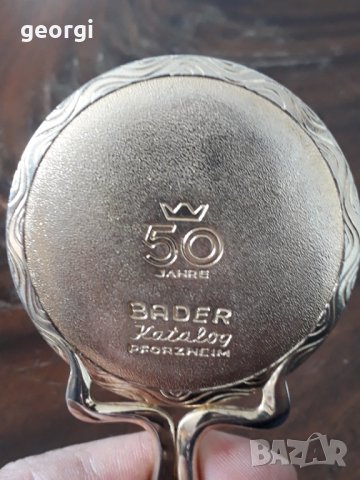 georgi
50
JAHRE
BADER
Katalog
PFORZHEIM
BAZAR